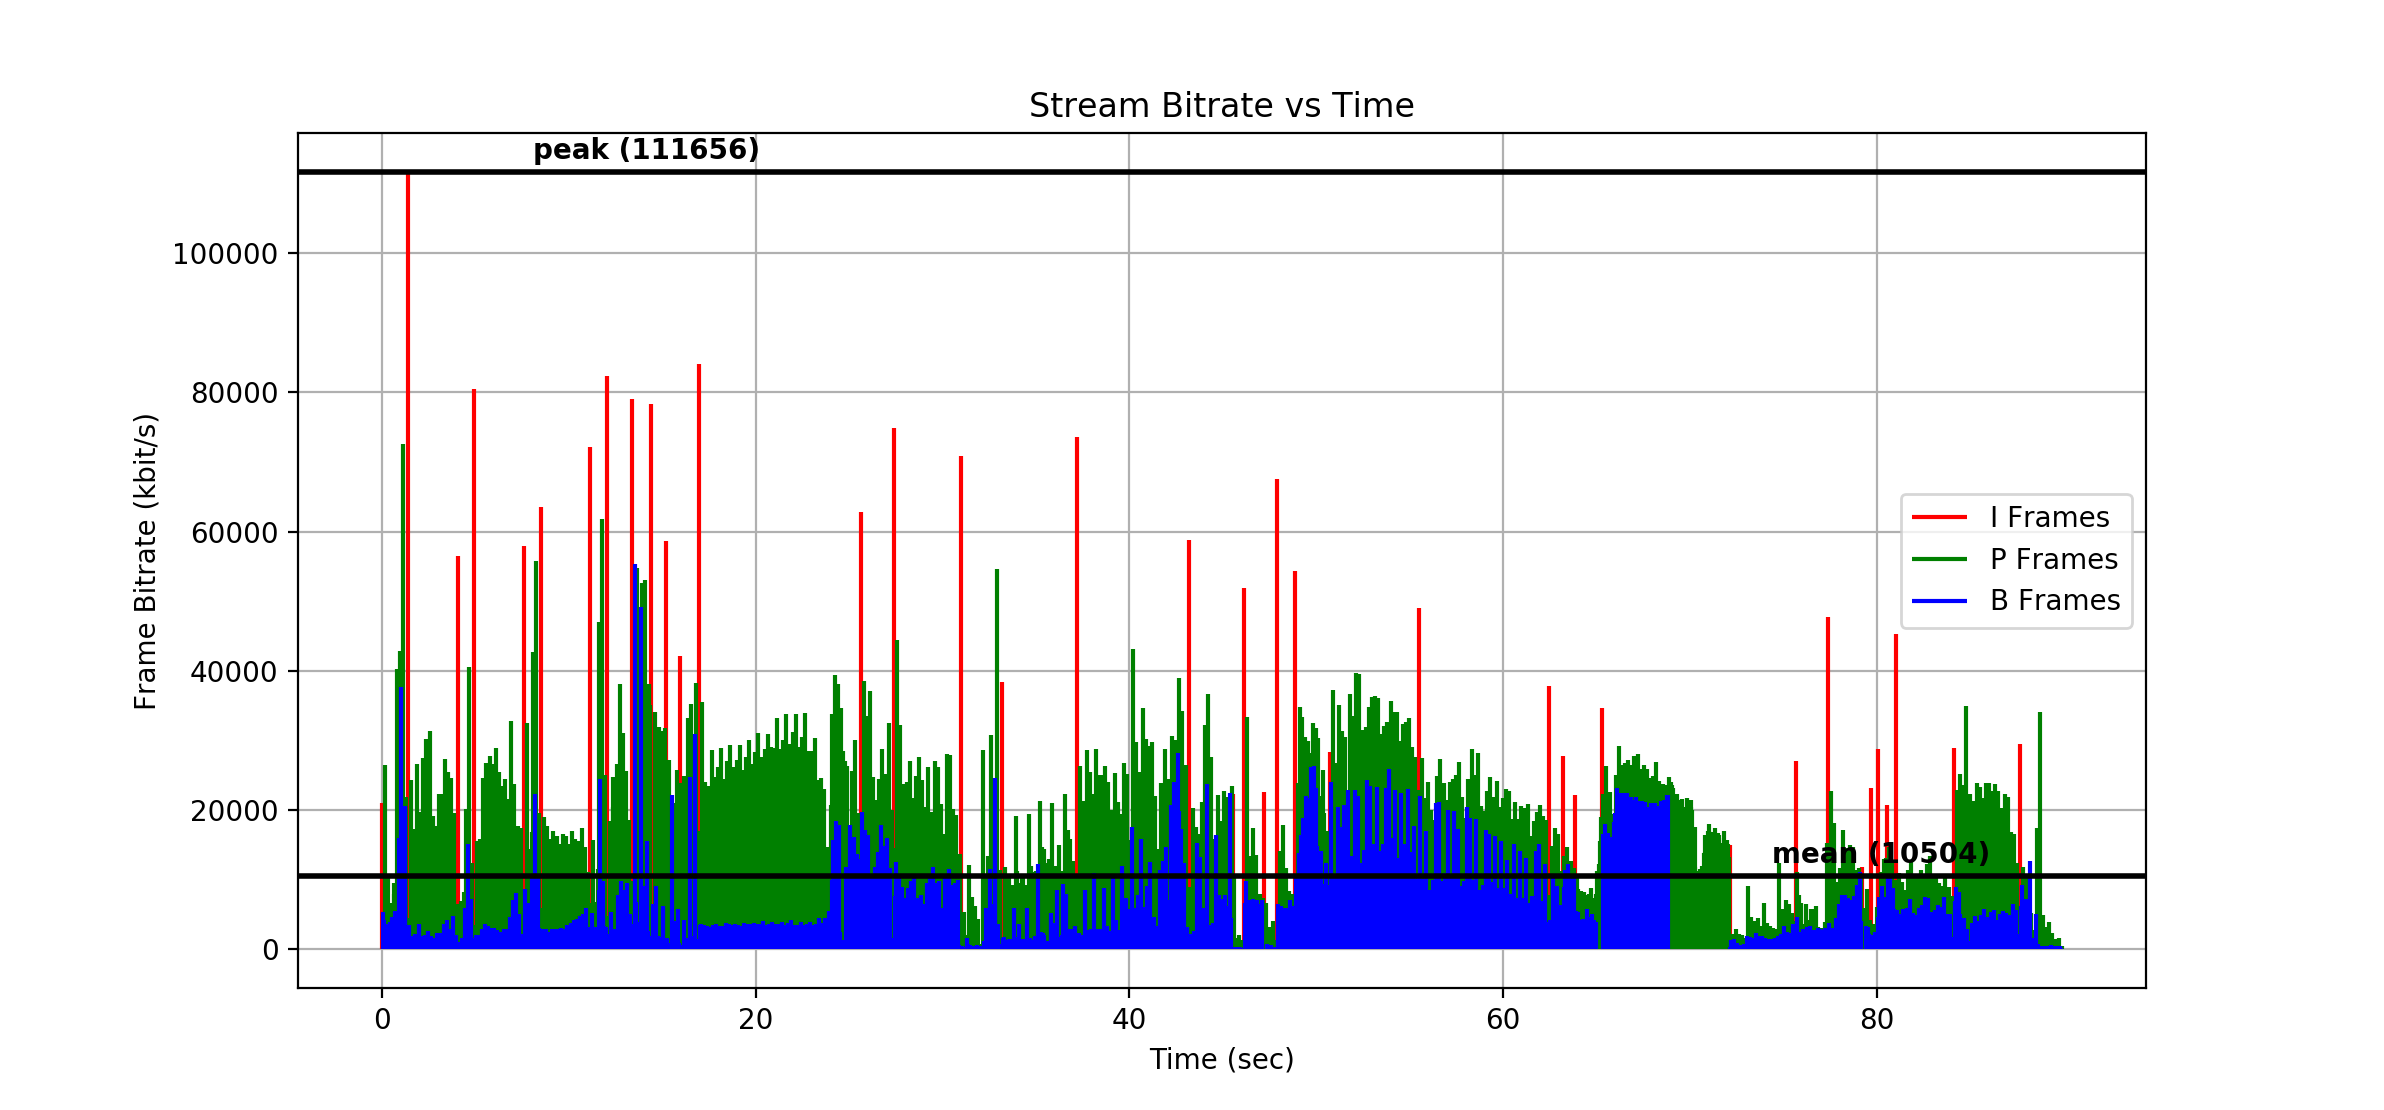 Stream Bitrate vs Time
peak (111656)
100000
80000
60000
40000
20000
0
Frame Bitrate (kbit/s)
I Frames
P Frames
B Frames
mean (10504)
0 20 40 60 80
Time (sec)